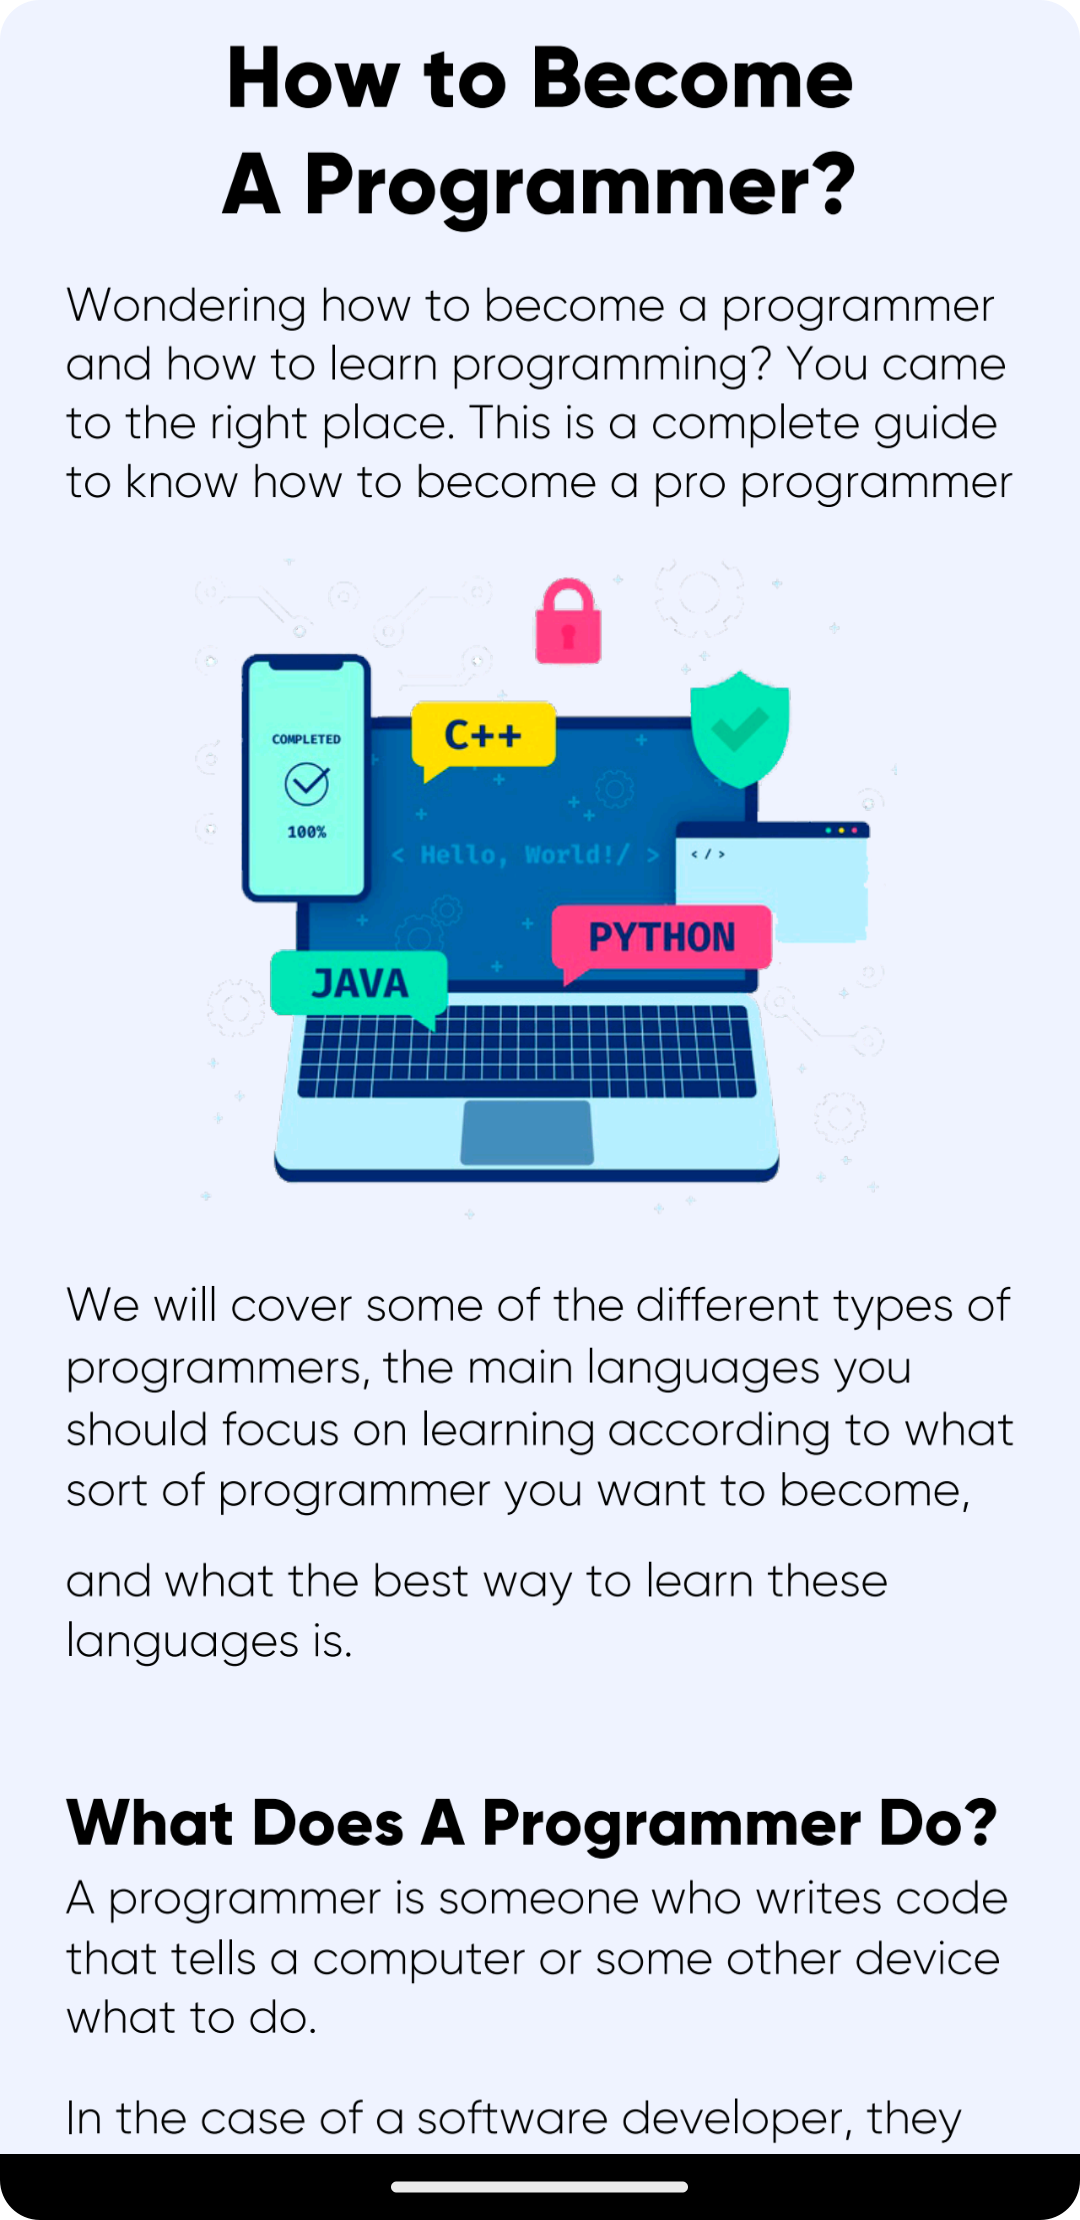 How to Become
A Programmer?
Wondering how to become a programmer
and how to learn programming? You came
to the right place. This is a complete guide
to know how to become a pro programmer
C++
COMPLETED
100%
< Hello, World!/ >
</>
PYTHON
JAVA
We will cover some of the different types of
programmers, the main languages you
should focus on learning according to what
sort of programmer you want to become,
and what the best way to learn these
languages is.
What Does A Programmer Do?
A programmer is someone who writes code
that tells a computer or some other device
what to do.
In the case of a software developer, they